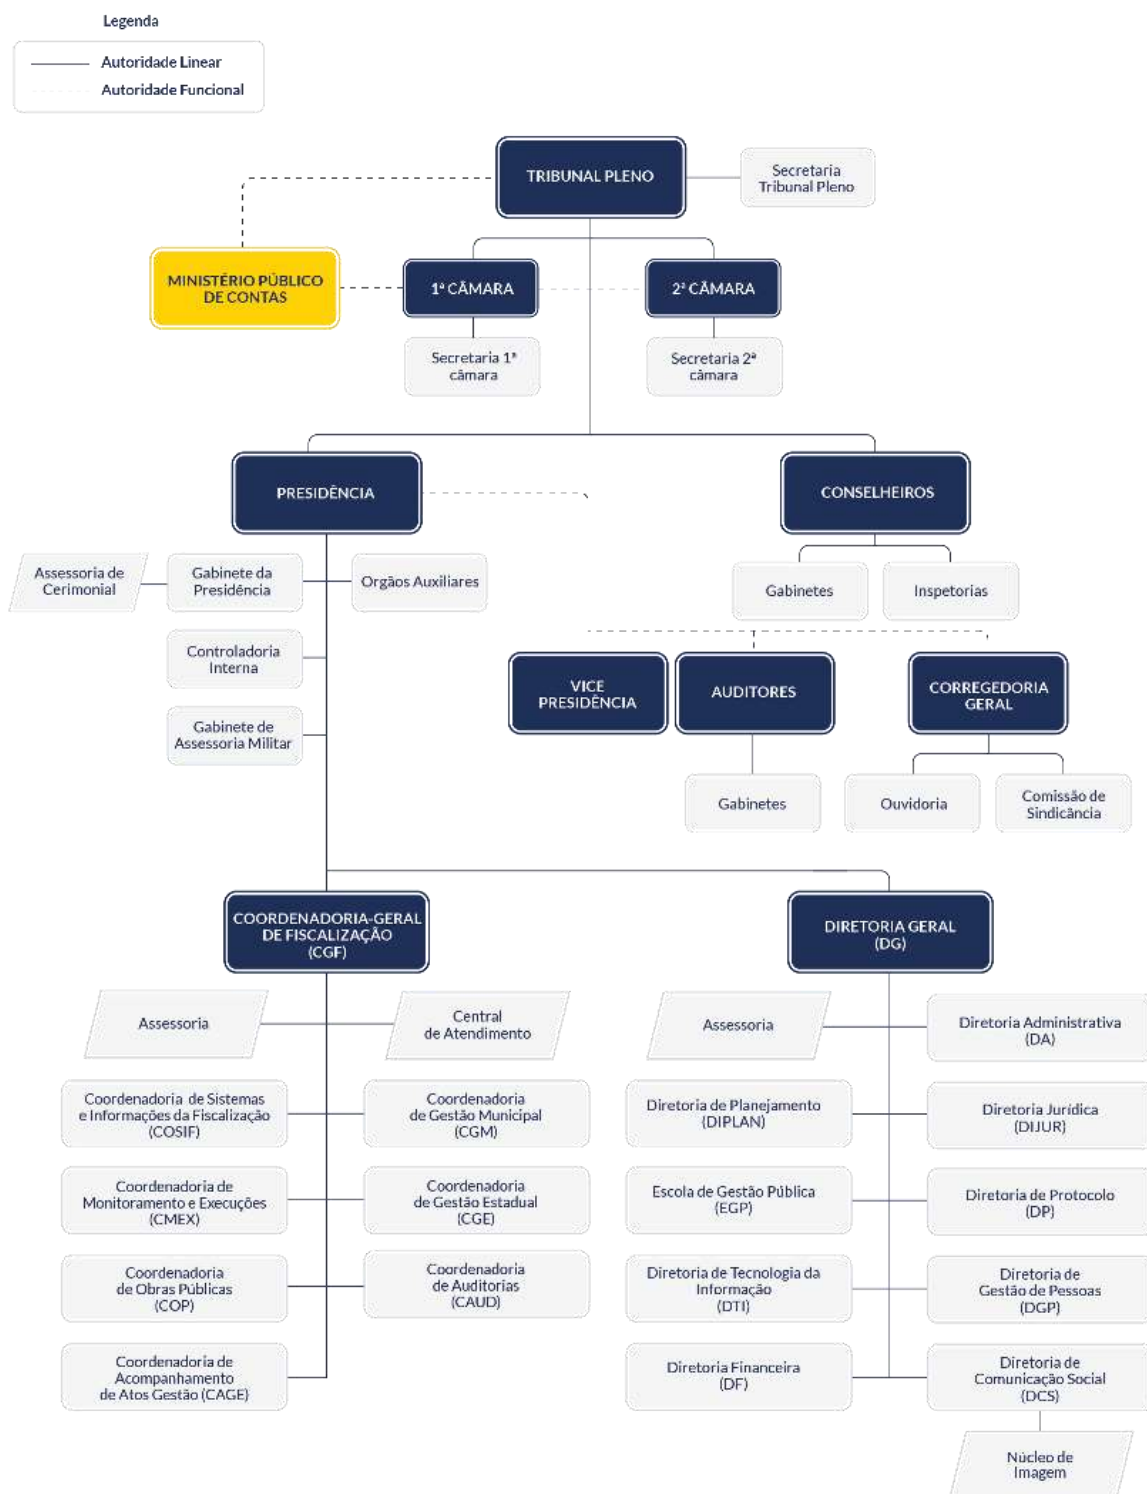 Legenda
Autoridade Linear
Autoridade Funcional
TRIBUNAL PLENO
Secretaria
Tribunal Pleno
MINISTÉRIO PÚBLICO
DE CONTAS
1ª CÂMARA
2ª CÂMARA
Secretaria 1ª
câmara
Secretaria 2ª
câmara
PRESIDÊNCIA
CONSELHEIROS
Assessoria de
Cerimonial
Gabinete da
Presidência
Orgãos Auxiliares
Gabinetes
Inspetorias
Controladoria
Interna
Gabinete de
Assessoria Militar
VICE
PRESIDÊNCIA
AUDITORES
CORREGEDORIA
GERAL
Gabinetes
Ouvidoria
Comissão de
Sindicância
COORDENADORIA-GERAL
DE FISCALIZAÇÃO
(CGF)
DIRETORIA GERAL
(DG)
Assessoria
Central
de Atendimento
Assessoria
Diretoria Administrativa
(DA)
Coordenadoria de Sistemas
e Informações da Fiscalização
(COSIF)
Coordenadoria
de Gestão Municipal
(CGM)
Diretoria de Planejamento
(DIPLAN)
Diretoria Jurídica
(DIJUR)
Coordenadoria de
Monitoramento e Execuções
(CMEX)
Coordenadoria
de Gestão Estadual
(CGE)
Escola de Gestão Pública
(EGP)
Diretoria de Protocolo
(DP)
Coordenadoria
de Obras Públicas
(COP)
Coordenadoria
de Auditorias
(CAUD)
Diretoria de Tecnologia da
Informação
(DTI)
Diretoria de
Gestão de Pessoas
(DGP)
Coordenadoria de
Acompanhamento
de Atos Gestão (CAGE)
Diretoria Financeira
(DF)
Diretoria de
Comunicação Social
(DCS)
Núcleo de
Imagem